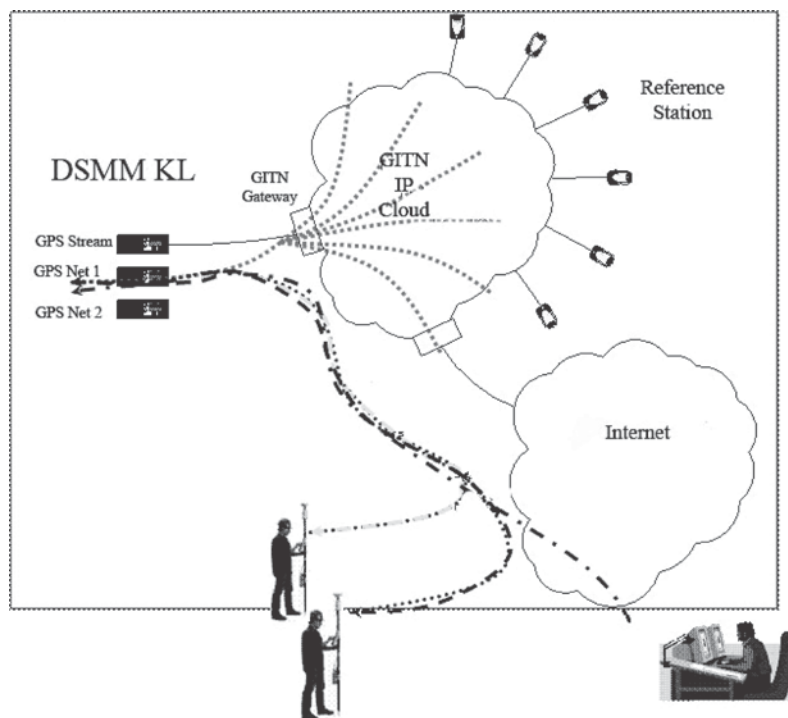 Reference
Station
DSMM KL
GITN
Gateway
GITN
IP
Cloud
GPS Stream
GPS Net 1
GPS Net 2
Internet